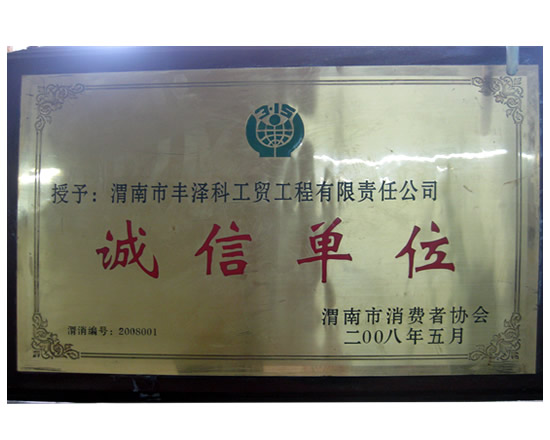 3·15
授予：渭南市丰泽科工贸工程有限责任公司
诚信单位
渭南市消费者协会
渭消编号：2008001
二00八年五月